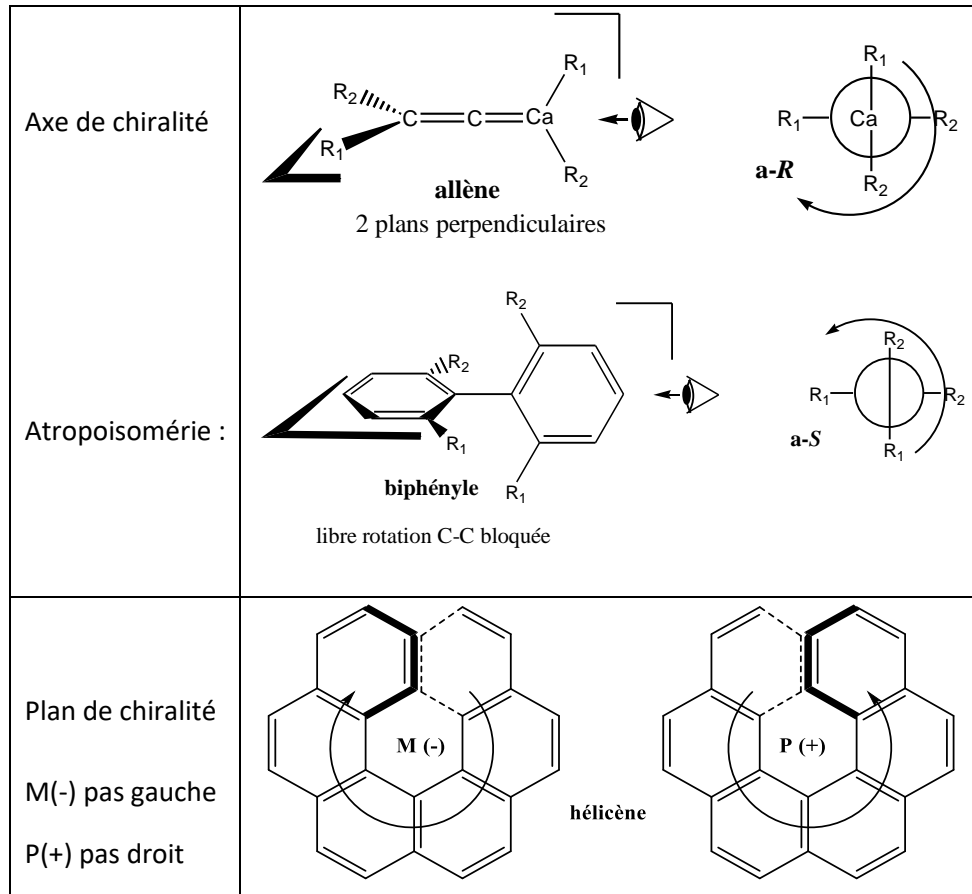 Axe de chiralité
R₂
R₁
C
C
Ca
R₁
R₂
allène
2 plans perpendiculaires
R₁
R₁
Ca
R₂
R₂
a-R
Atropoisomérie :
R₂
R₁
R₂
R₁
biphényle
libre rotation C-C bloquée
R₂
R₁
R₂
R₁
a-S
Plan de chiralité
M(-) pas gauche
P(+) pas droit
M (-)
hélicène
P (+)